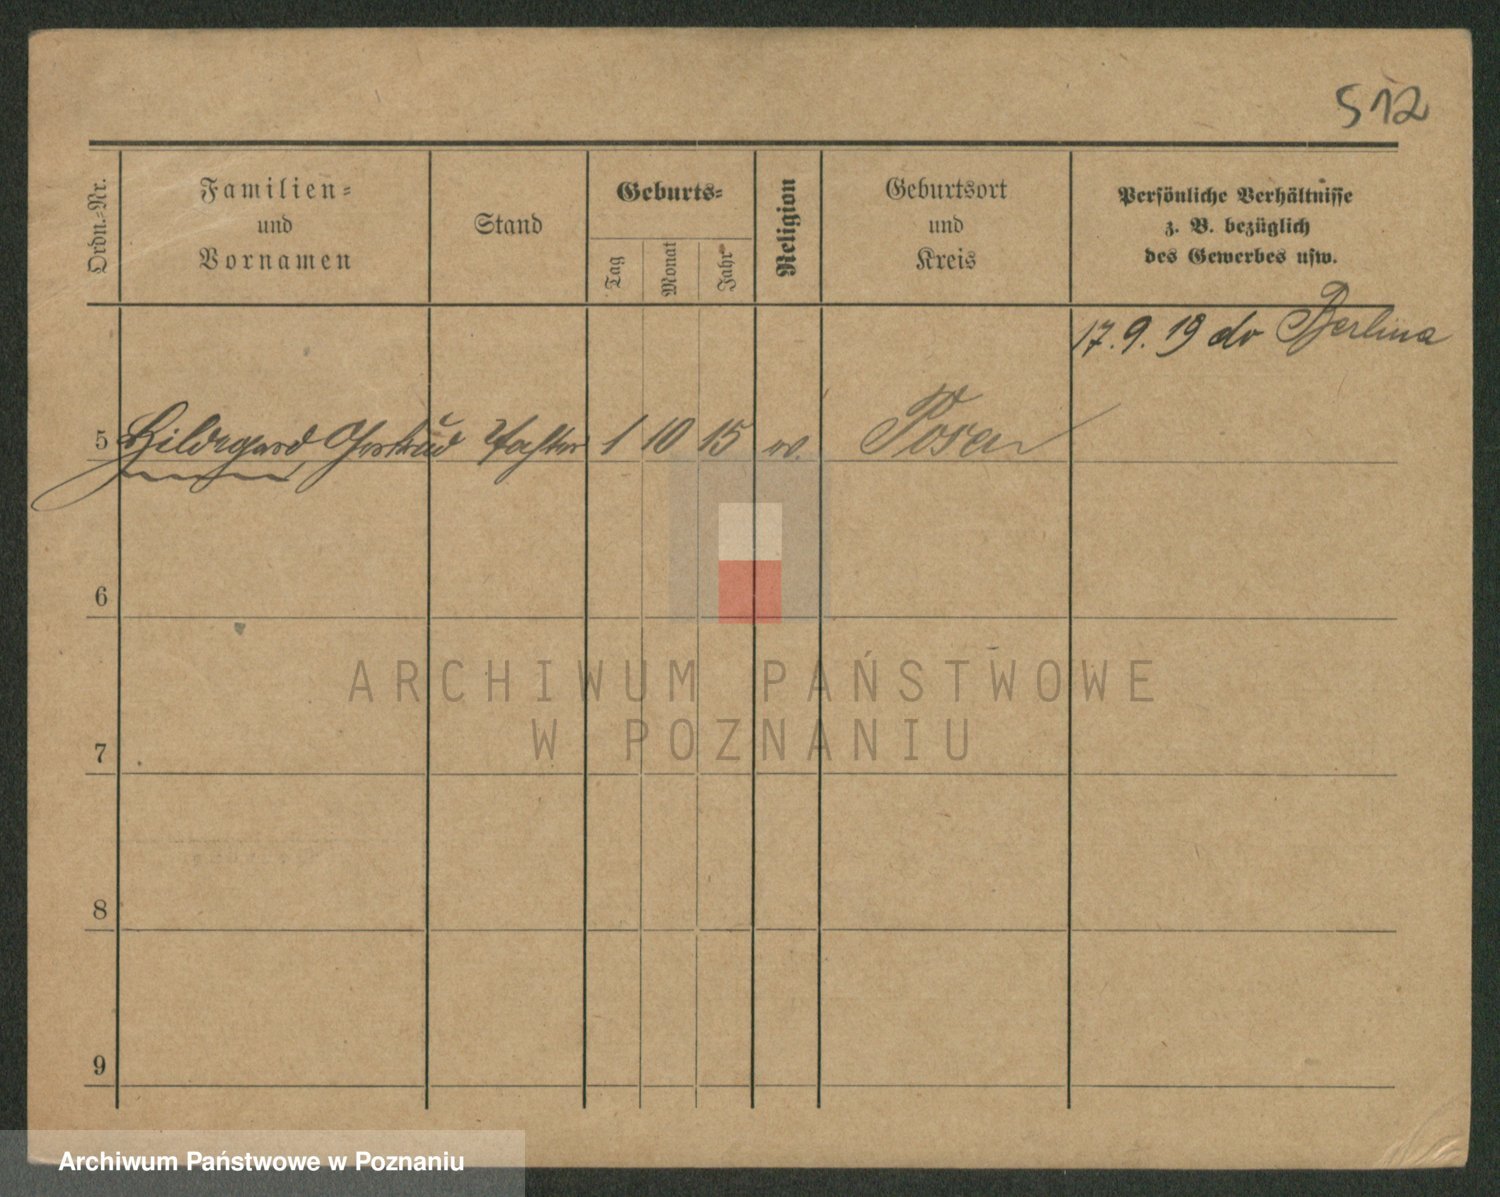 512
Ordn.-Nr.
Familien-
und
Vornamen
Stand
Geburts-
Tag
Monat
Jahr
Religion
Geburtsort
und
Kreis
Persönliche Verhältnisse
z. B. bezüglich
des Gewerbes usw.
17.9.19 do Berlina
5 Hildegard Gertrud Tochter 1 10 15 ev. Posen
6
7
8
9
ARCHIWUM PAŃSTWOWE
W POZNANIU
Archiwum Państwowe w Poznaniu